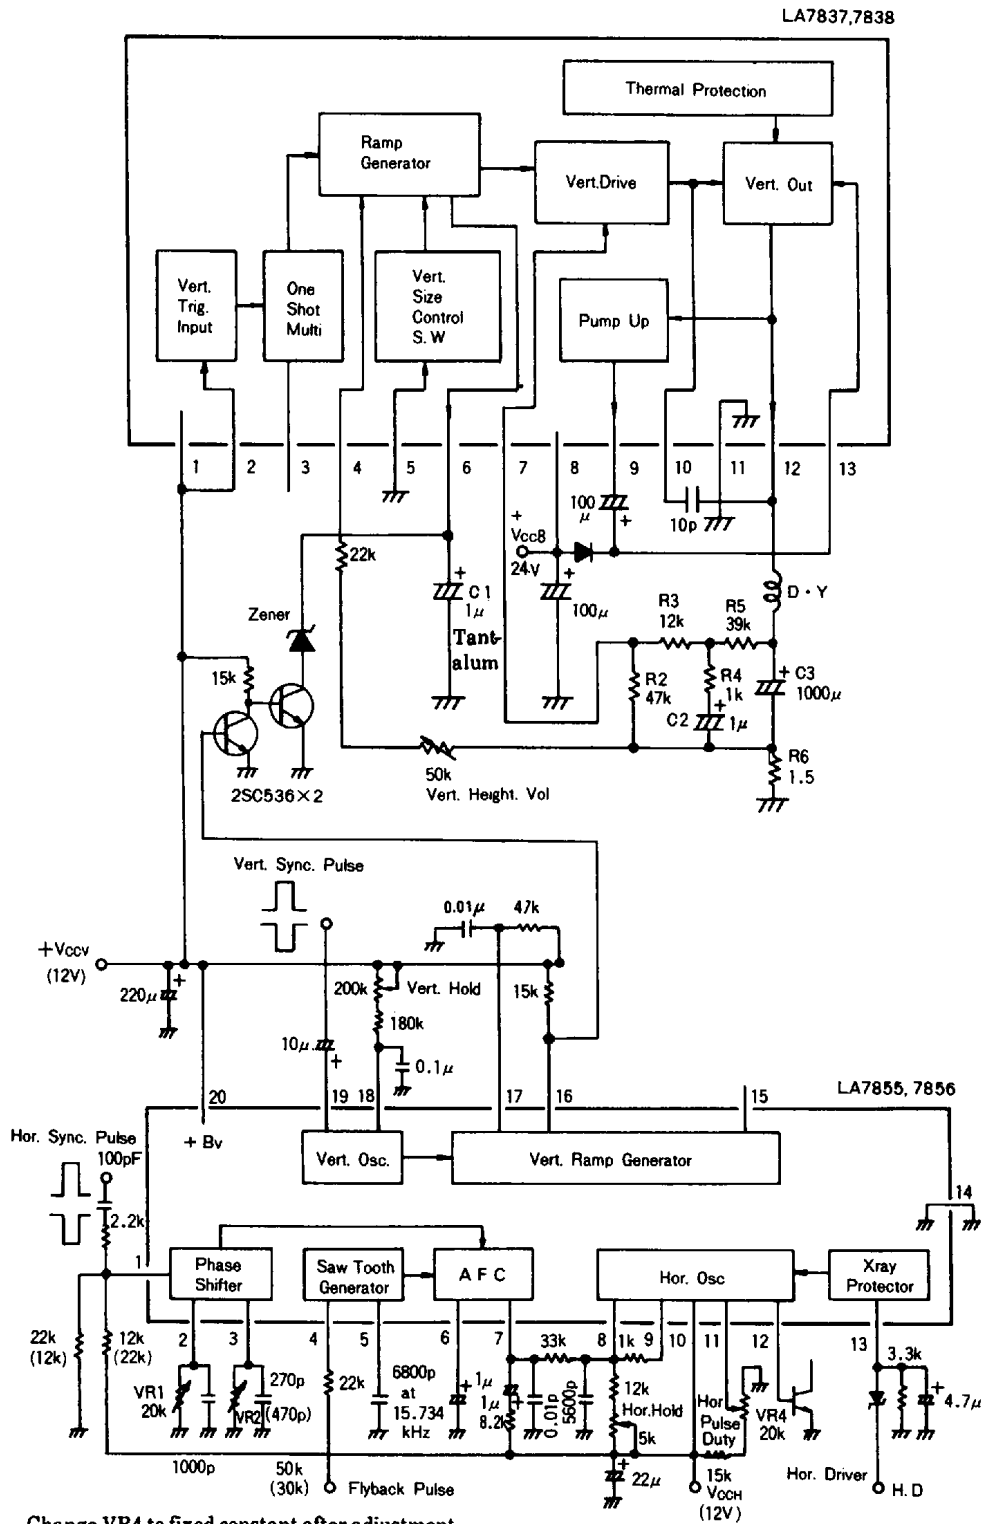 LA7837,7838
Thermal Protection
Ramp
Generator
Vert.Drive
Vert. Out
Vert.
Trig.
Input
One
Shot
Multi
Vert.
Size
Control
S.W
Pump Up
1
2
3
4
5
6
7
8
9
10
11
12
13
100
μ
+
10p
+
Vcc8
24V
22k
+
C1
1μ
Tant-
alum
+
100μ
D·Y
Zener
15k
R3
12k
R5
39k
R2
47k
R4
1k
C2
+
1μ
+
C3
1000μ
R6
1.5
50k
Vert. Height. Vol
2SC536×2
Vert. Sync. Pulse
0.01μ
47k
+Vccv
(12V)
220μ
+
200k
Vert. Hold
15k
180k
10μ
+
0.1μ
20
19
18
17
16
15
LA7855, 7856
+ Bv
Hor. Sync. Pulse
100pF
Vert. Osc.
Vert. Ramp Generator
2.2k
14
1
Phase
Shifter
Saw Tooth
Generator
AFC
Hor. Osc
Xray
Protector
2
3
4
5
6
7
8
1k
9
10
11
12
13
33k
22k
(12k)
12k
(22k)
VR1
20k
VR2
270p
(470p)
22k
6800p
at
15.734
kHz
+
1μ
1μ
8.2k
0.01p
5600p
12k
Hor.Hold
5k
Hor
Pulse
Duty
VR4
20k
3.3k
+
4.7μ
1000p
50k
(30k)
Flyback Pulse
+
22μ
15k
VCCH
(12V)
Hor. Driver
H.D
Change VR4 to fixed constant after adjustment